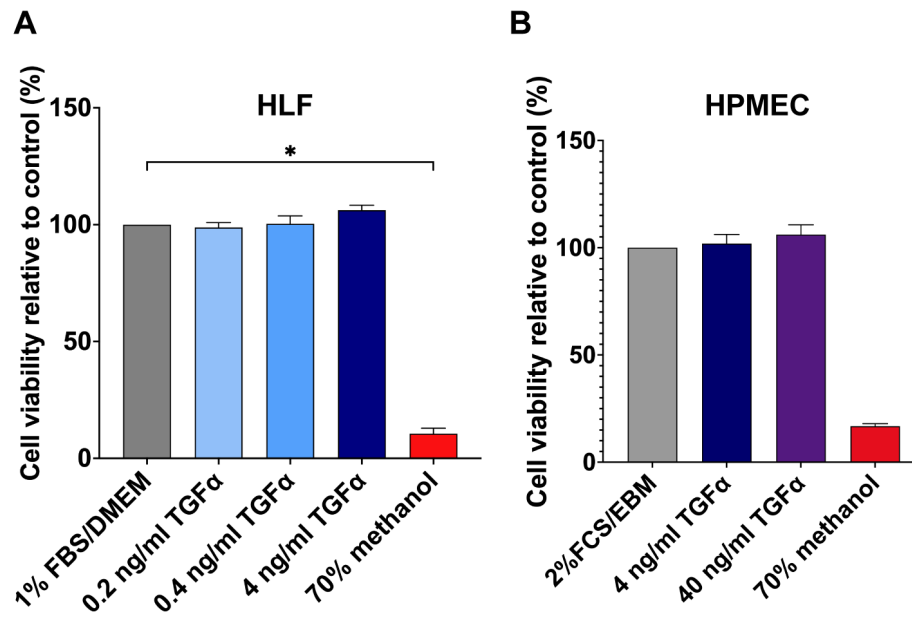 A
HLF
Cell viability relative to control (%)
150
100
50
0
*
1% FBS/DMEM
0.2 ng/ml TGFα
0.4 ng/ml TGFα
4 ng/ml TGFα
70% methanol
B
HPMEC
Cell viability relative to control (%)
150
100
50
0
2%FCS/EBM
4 ng/ml TGFα
40 ng/ml TGFα
70% methanol